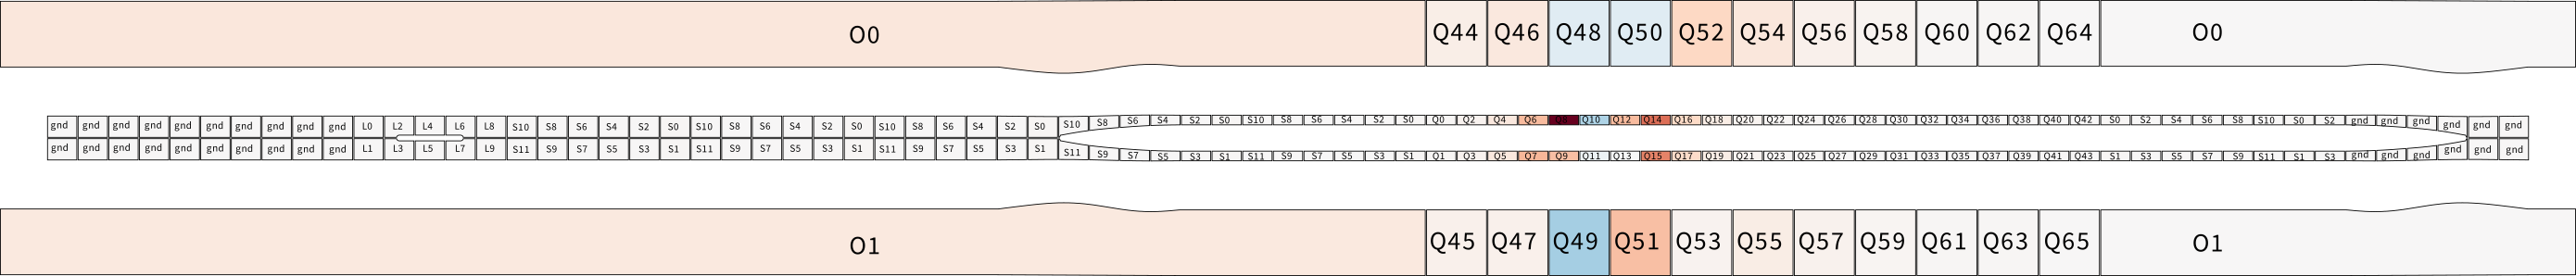 O0 Q44 Q46 Q48 Q50 Q52 Q54 Q56 Q58 Q60 Q62 Q64 O0
gnd gnd gnd gnd gnd gnd gnd gnd gnd gnd L0 L2 L4 L6 L8 S10 S8 S6 S4 S2 S0 S10 S8 S6 S4 S2 S0 S10 S8 S6 S4 S2 S0 S10 S8 S6 S4 S2 S0 S10 S8 S6 S4 S2 S0 Q0 Q2 Q4 Q6 Q8 Q10 Q12 Q14 Q16 Q18 Q20 Q22 Q24 Q26 Q28 Q30 Q32 Q34 Q36 Q38 Q40 Q42 S0 S2 S4 S6 S8 S10 S0 S2 gnd gnd gnd gnd gnd gnd
gnd gnd gnd gnd gnd gnd gnd gnd gnd gnd L1 L3 L5 L7 L9 S11 S9 S7 S5 S3 S1 S11 S9 S7 S5 S3 S1 S11 S9 S7 S5 S3 S1 S11 S9 S7 S5 S3 S1 S11 S9 S7 S5 S3 S1 Q1 Q3 Q5 Q7 Q9 Q11 Q13 Q15 Q17 Q19 Q21 Q23 Q25 Q27 Q29 Q31 Q33 Q35 Q37 Q39 Q41 Q43 S1 S3 S5 S7 S9 S11 S1 S3 gnd gnd gnd gnd gnd gnd
O1 Q45 Q47 Q49 Q51 Q53 Q55 Q57 Q59 Q61 Q63 Q65 O1